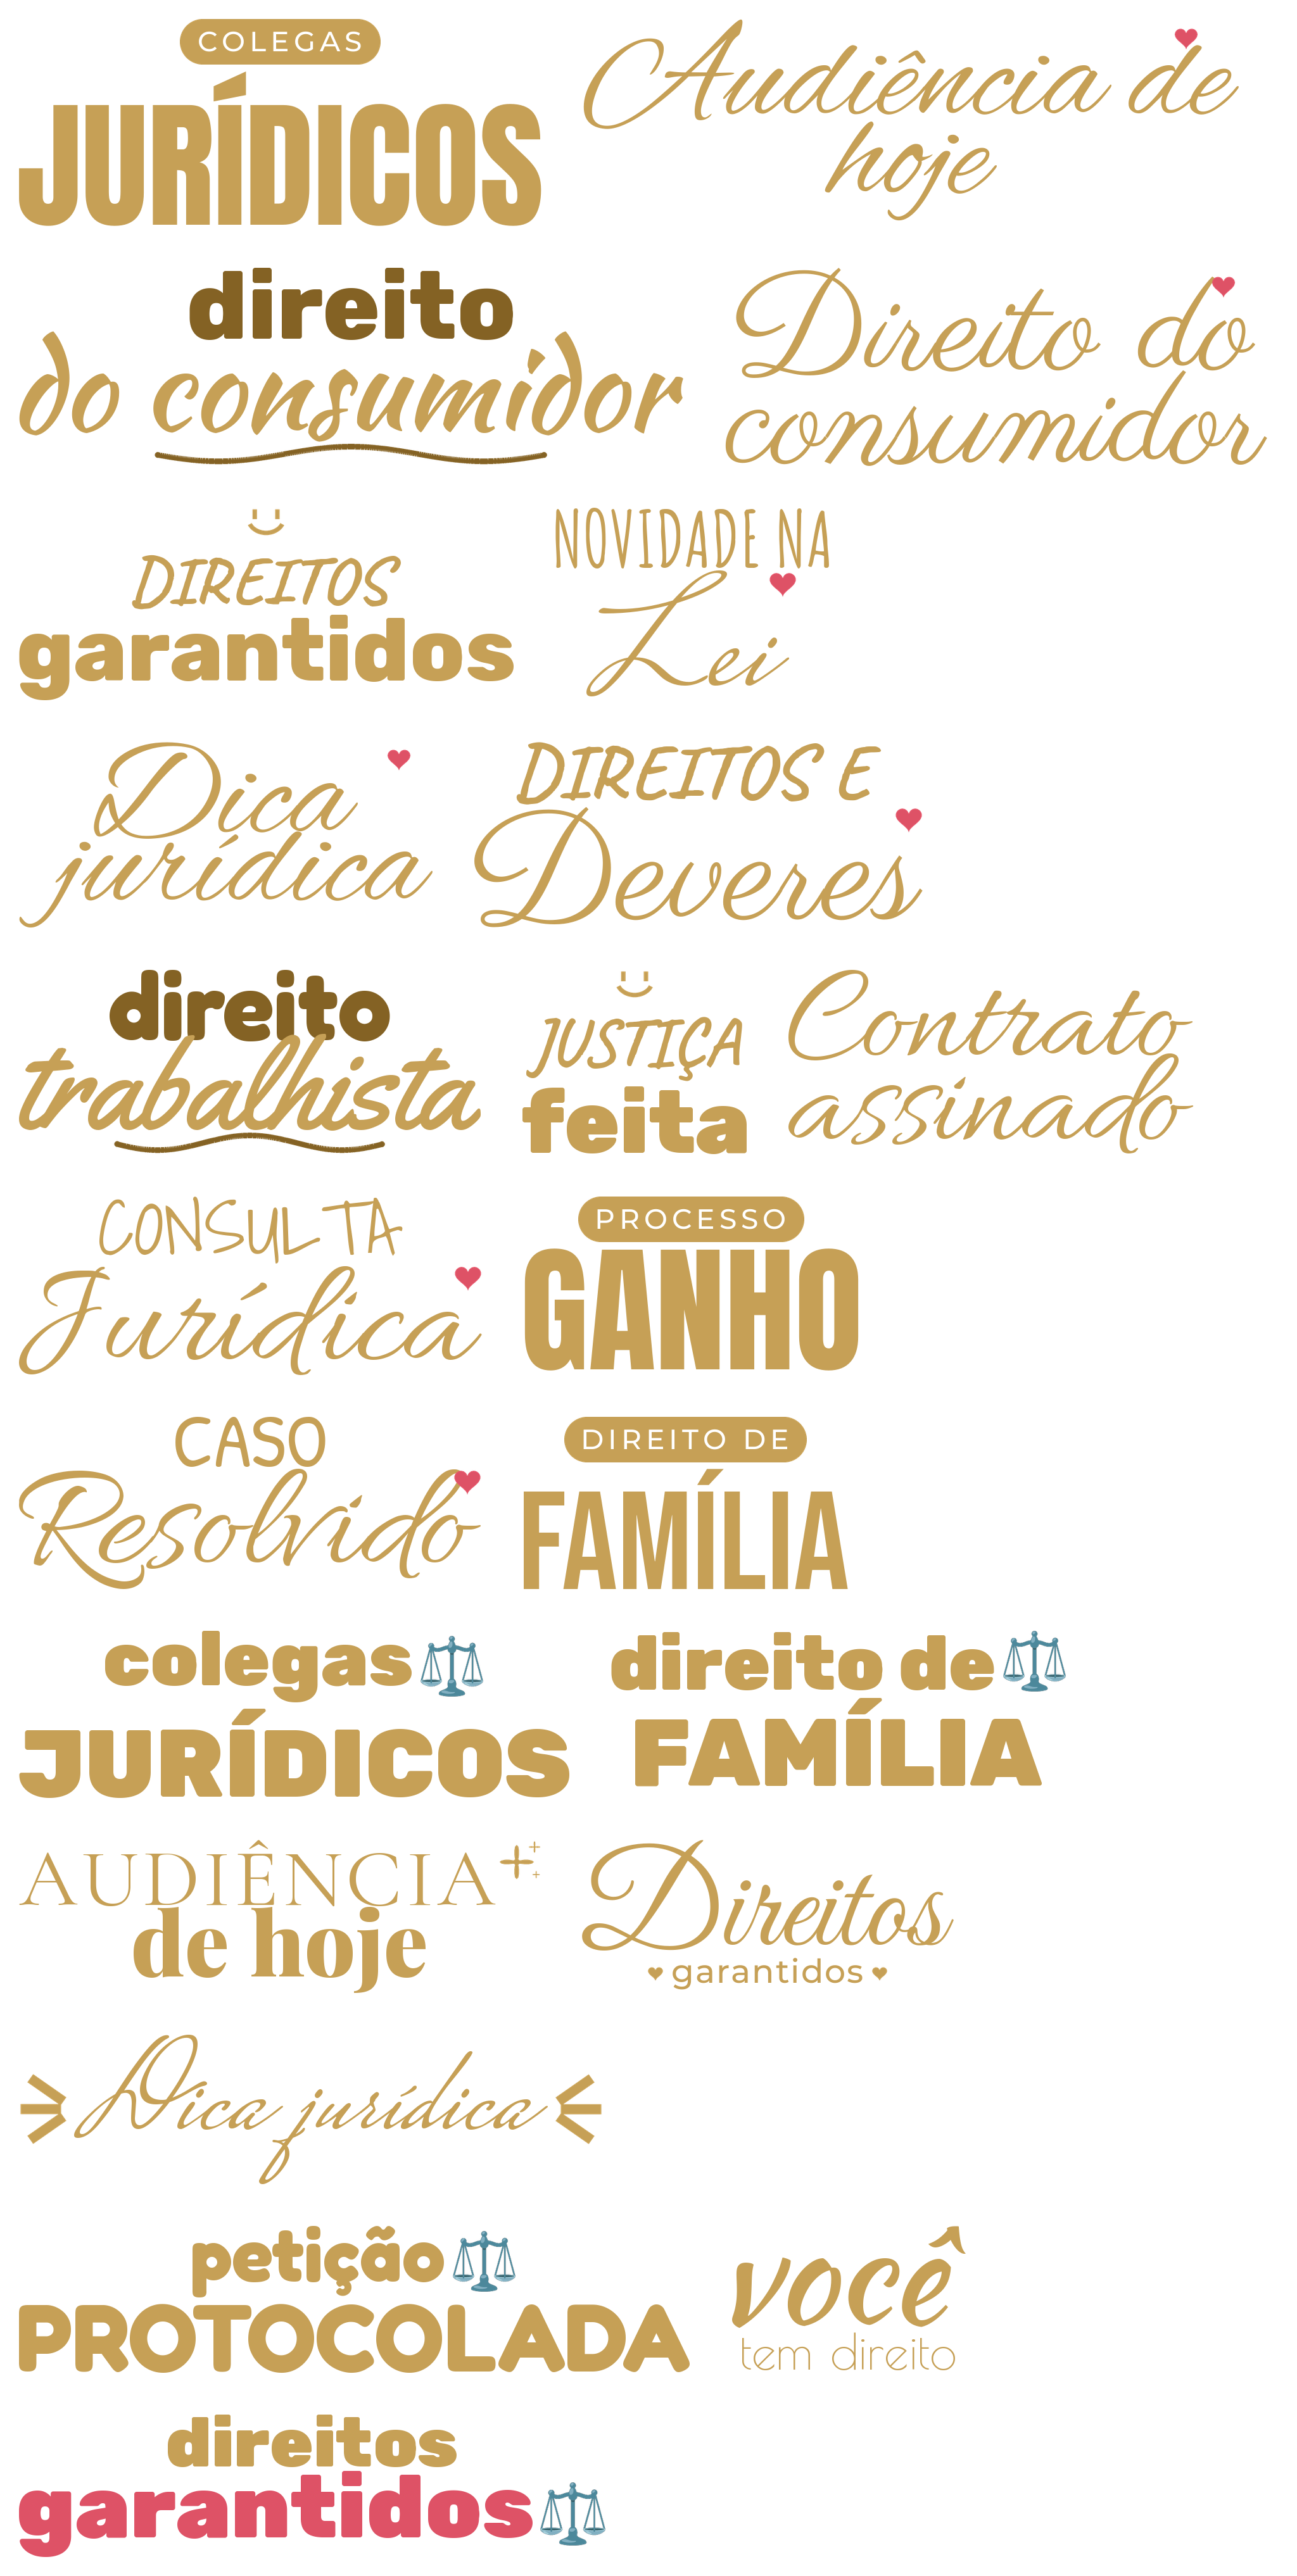 COLEGAS
JURÍDICOS
Audiência de
hoje
direito
do consumidor
Direito do
consumidor
DIREITOS
garantidos
NOVIDADE NA
Lei
Dica
jurídica
DIREITOS E
Deveres
direito
trabalhista
JUSTIÇA
feita
Contrato
assinado
CONSULTA
Jurídica
PROCESSO
GANHO
CASO
Resolvido
DIREITO DE
FAMÍLIA
colegas
JURÍDICOS
direito de
FAMÍLIA
AUDIÊNCIA
de hoje
Direitos
garantidos
Dica jurídica
petição
PROTOCOLADA
você
tem direito
direitos
garantidos